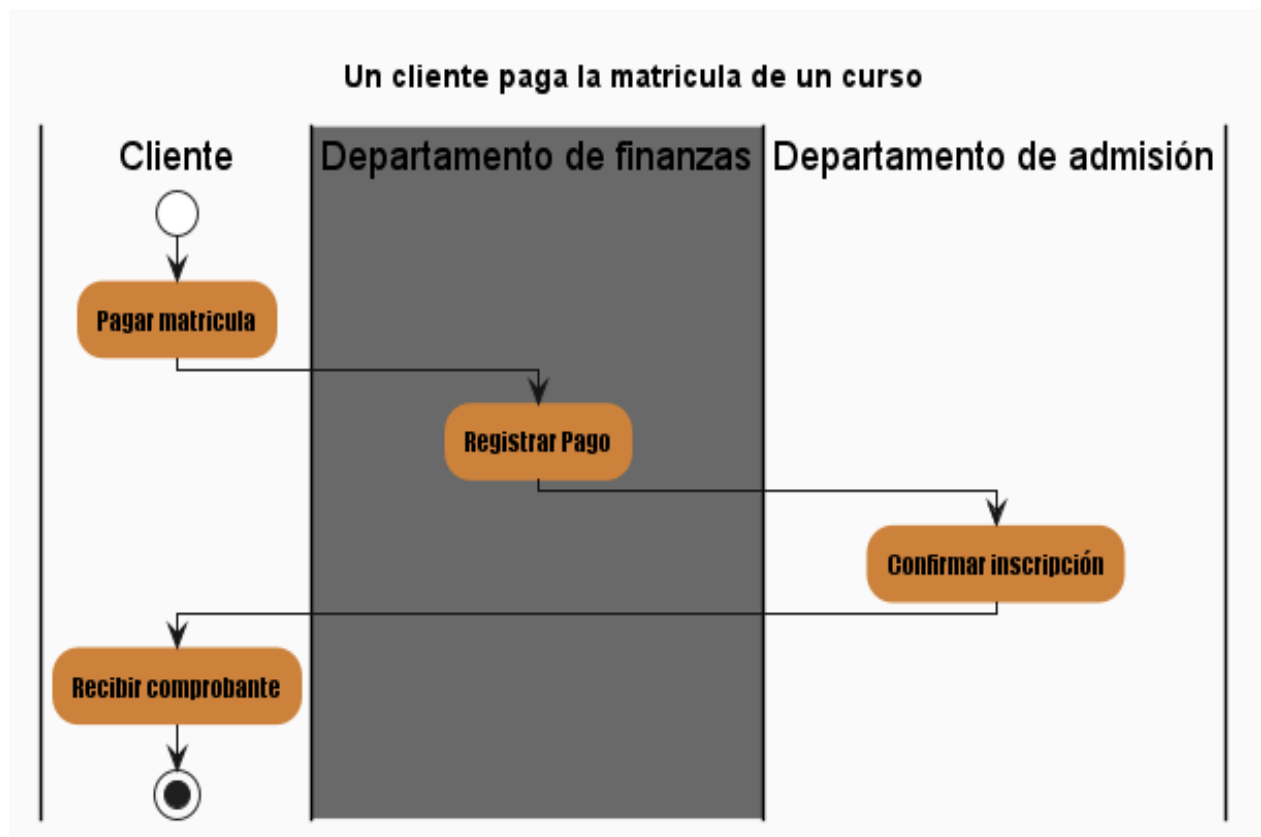 Un cliente paga la matricula de un curso
Cliente
Departamento de finanzas
Departamento de admisión
Pagar matricula
Registrar Pago
Confirmar inscripción
Recibir comprobante